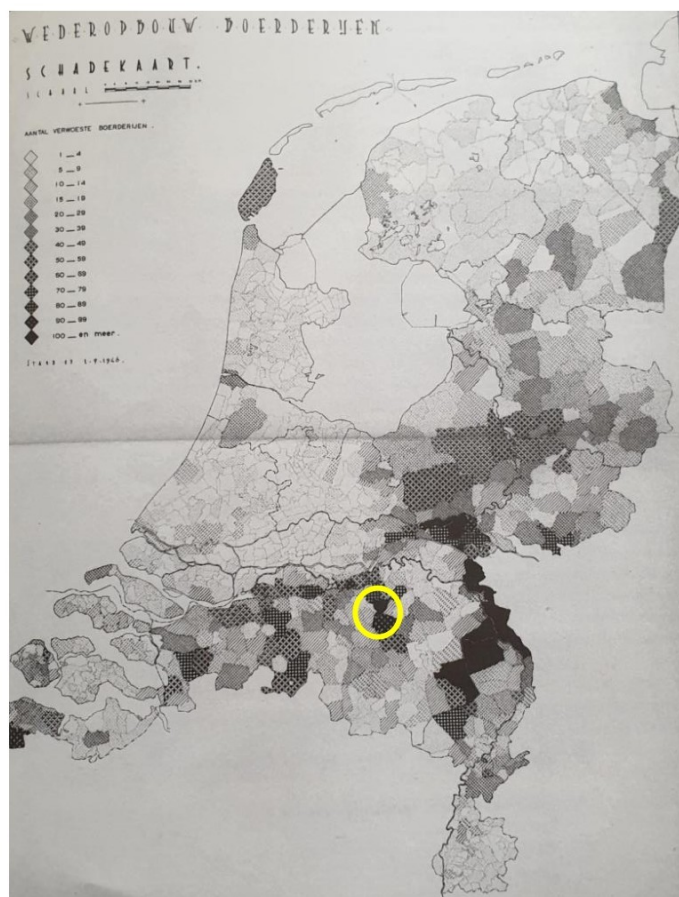 WEDEROPBOUW BOERDERIJEN
SCHADEKAART.
SCHAAL
AANTAL VERWOESTE BOERDERIJEN.
1 — 4
5 — 9
10 — 14
15 — 19
20 — 29
30 — 39
40 — 49
50 — 59
60 — 69
70 — 79
80 — 89
90 — 99
100 — en meer.